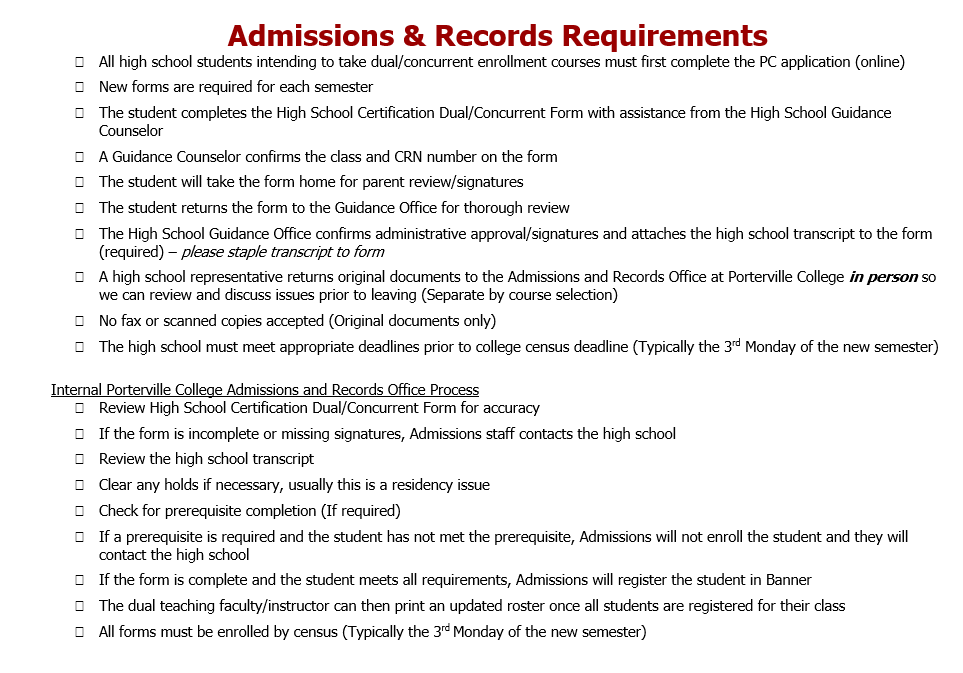 Admissions & Records Requirements
□ All high school students intending to take dual/concurrent enrollment courses must first complete the PC application (online)
□ New forms are required for each semester
□ The student completes the High School Certification Dual/Concurrent Form with assistance from the High School Guidance
Counselor
□ A Guidance Counselor confirms the class and CRN number on the form
□ The student will take the form home for parent review/signatures
□ The student returns the form to the Guidance Office for thorough review
□ The High School Guidance Office confirms administrative approval/signatures and attaches the high school transcript to the form
(required) – please staple transcript to form
□ A high school representative returns original documents to the Admissions and Records Office at Porterville College in person so
we can review and discuss issues prior to leaving (Separate by course selection)
□ No fax or scanned copies accepted (Original documents only)
□ The high school must meet appropriate deadlines prior to college census deadline (Typically the 3rd Monday of the new semester)
Internal Porterville College Admissions and Records Office Process
□ Review High School Certification Dual/Concurrent Form for accuracy
□ If the form is incomplete or missing signatures, Admissions staff contacts the high school
□ Review the high school transcript
□ Clear any holds if necessary, usually this is a residency issue
□ Check for prerequisite completion (If required)
□ If a prerequisite is required and the student has not met the prerequisite, Admissions will not enroll the student and they will
contact the high school
□ If the form is complete and the student meets all requirements, Admissions will register the student in Banner
□ The dual teaching faculty/instructor can then print an updated roster once all students are registered for their class
□ All forms must be enrolled by census (Typically the 3rd Monday of the new semester)